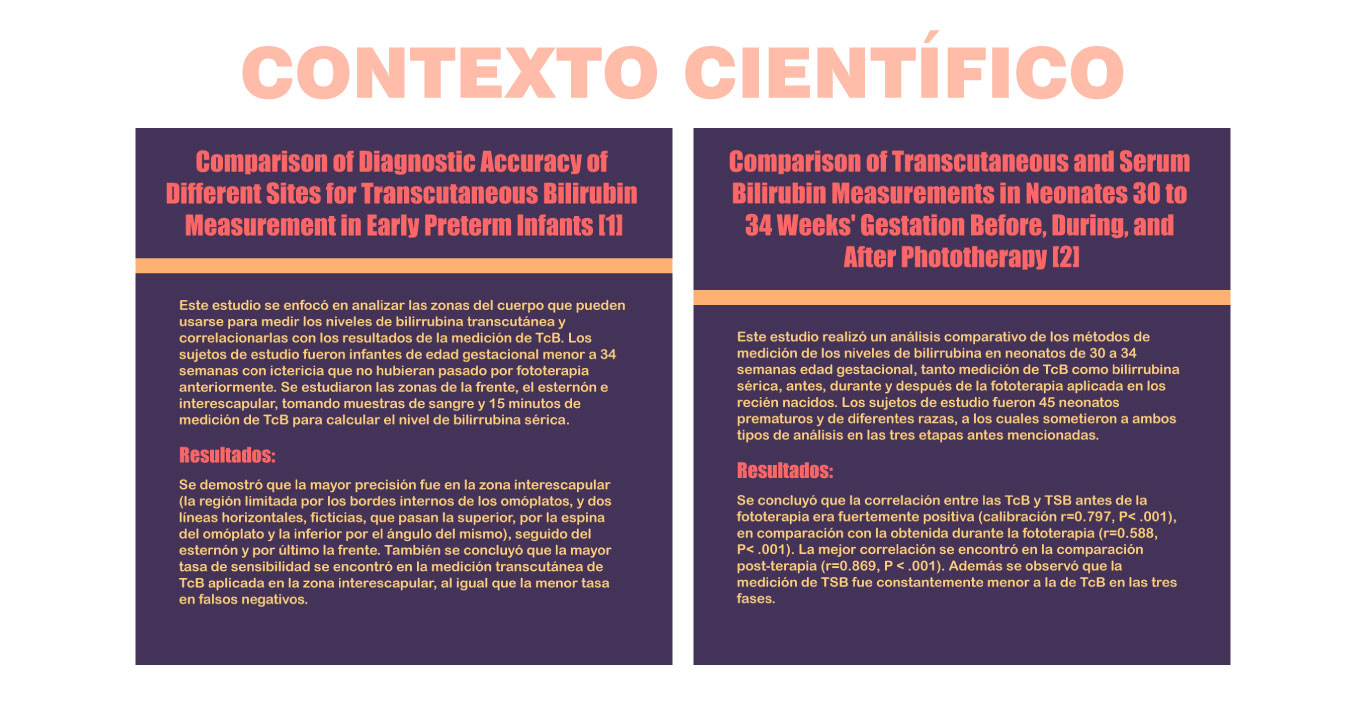 CONTEXTO CIENTÍFICO
Comparison of Diagnostic Accuracy of
Different Sites for Transcutaneous Bilirubin
Measurement in Early Preterm Infants [1]
Este estudio se enfocó en analizar las zonas del cuerpo que pueden
usarse para medir los niveles de bilirrubina transcutánea y
correlacionarlas con los resultados de la medición de TcB. Los
sujetos de estudio fueron infantes de edad gestacional menor a 34
semanas con ictericia que no hubieran pasado por fototerapia
anteriormente. Se estudiaron las zonas de la frente, el esternón e
interescapular, tomando muestras de sangre y 15 minutos de
medición de TcB para calcular el nivel de bilirrubina sérica.
Resultados:
Se demostró que la mayor precisión fue en la zona interescapular
(la región limitada por los bordes internos de los omóplatos, y dos
líneas horizontales, ficticias, que pasan la superior, por la espina
del omóplato y la inferior por el ángulo del mismo), seguido del
esternón y por último la frente. También se concluyó que la mayor
tasa de sensibilidad se encontró en la medición transcutánea de
TcB aplicada en la zona interescapular, al igual que la menor tasa
en falsos negativos.
Comparison of Transcutaneous and Serum
Bilirubin Measurements in Neonates 30 to
34 Weeks' Gestation Before, During, and
After Phototherapy [2]
Este estudio realizó un análisis comparativo de los métodos de
medición de los niveles de bilirrubina en neonatos de 30 a 34
semanas edad gestacional, tanto medición de TcB como bilirrubina
sérica, antes, durante y después de la fototerapia aplicada en los
recién nacidos. Los sujetos de estudio fueron 45 neonatos
prematuros y de diferentes razas, a los cuales sometieron a ambos
tipos de análisis en las tres etapas antes mencionadas.
Resultados:
Se concluyó que la correlación entre las TcB y TSB antes de la
fototerapia era fuertemente positiva (calibración r=0.797, P< .001),
en comparación con la obtenida durante la fototerapia (r=0.588,
P< .001). La mejor correlación se encontró en la comparación
post-terapia (r=0.869, P < .001). Además se observó que la
medición de TSB fue constantemente menor a la de TcB en las tres
fases.